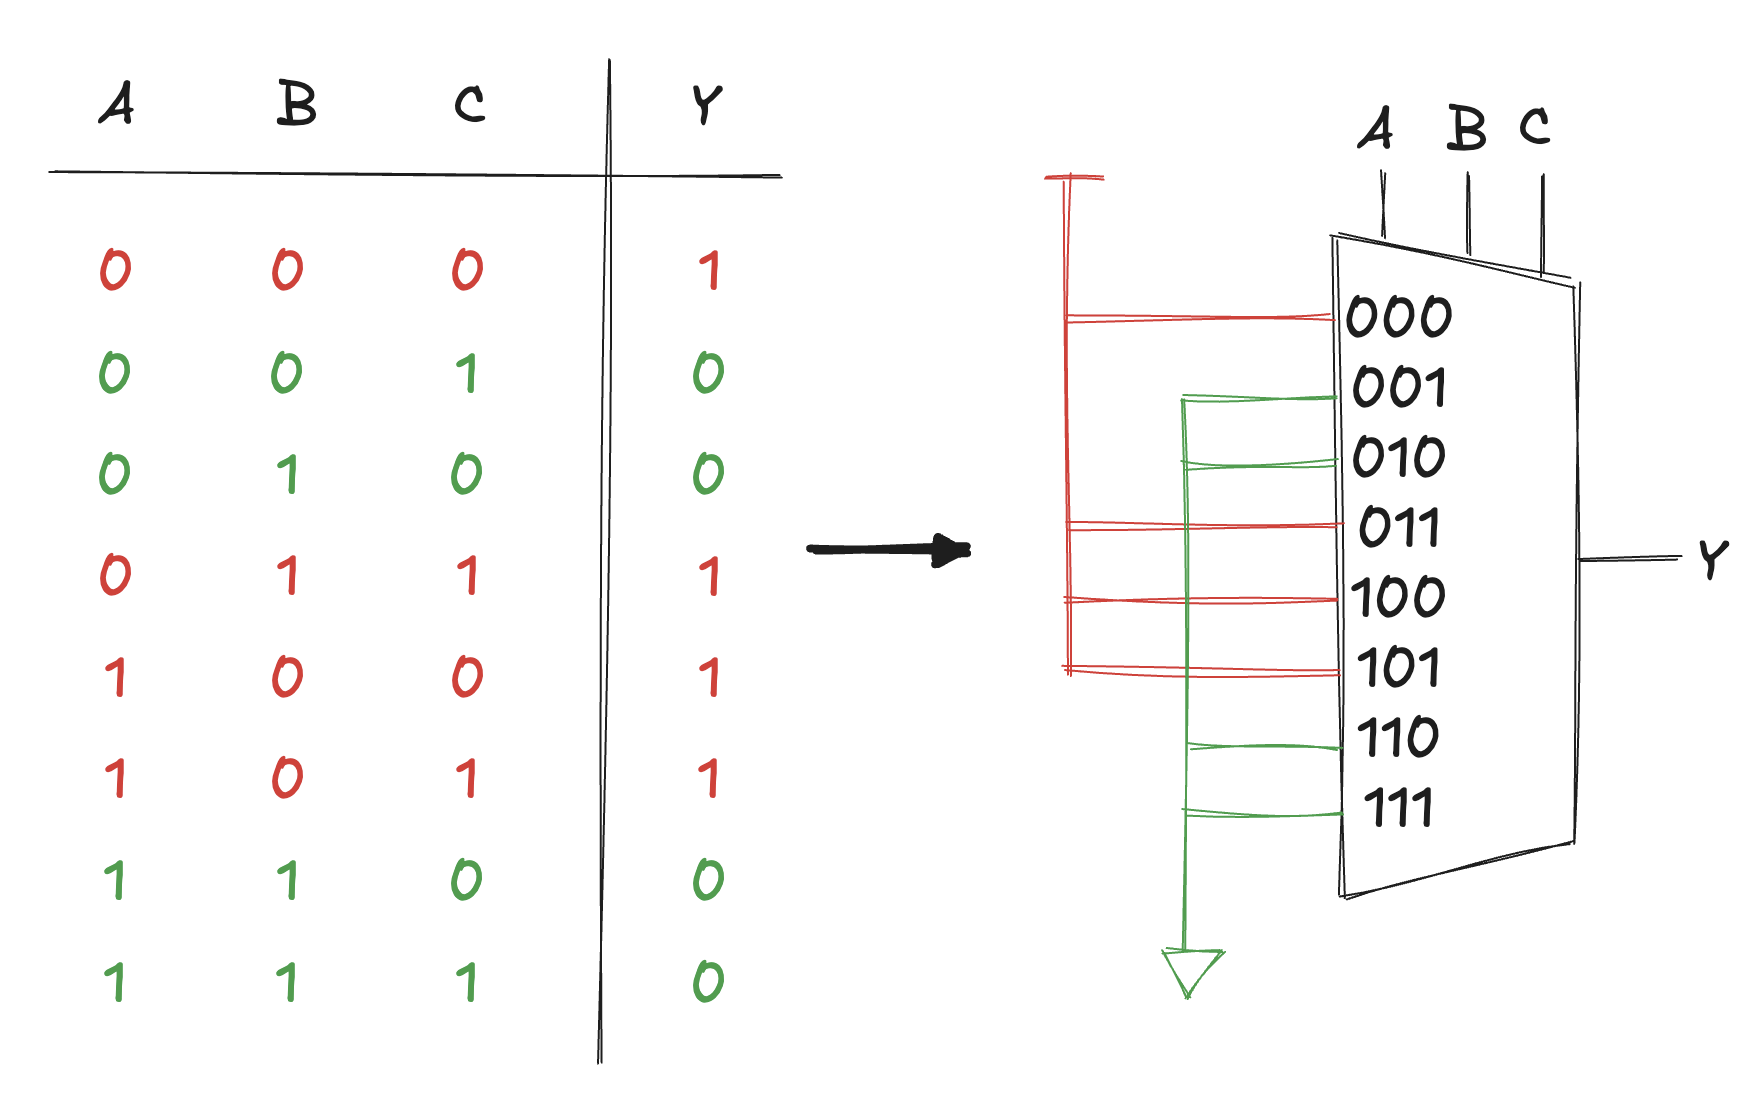 A B C Y
0 0 0 1
0 0 1 0
0 1 0 0
0 1 1 1
1 0 0 1
1 0 1 1
1 1 0 0
1 1 1 0
A B C
000
001
010
011
100
101
110
111
Y